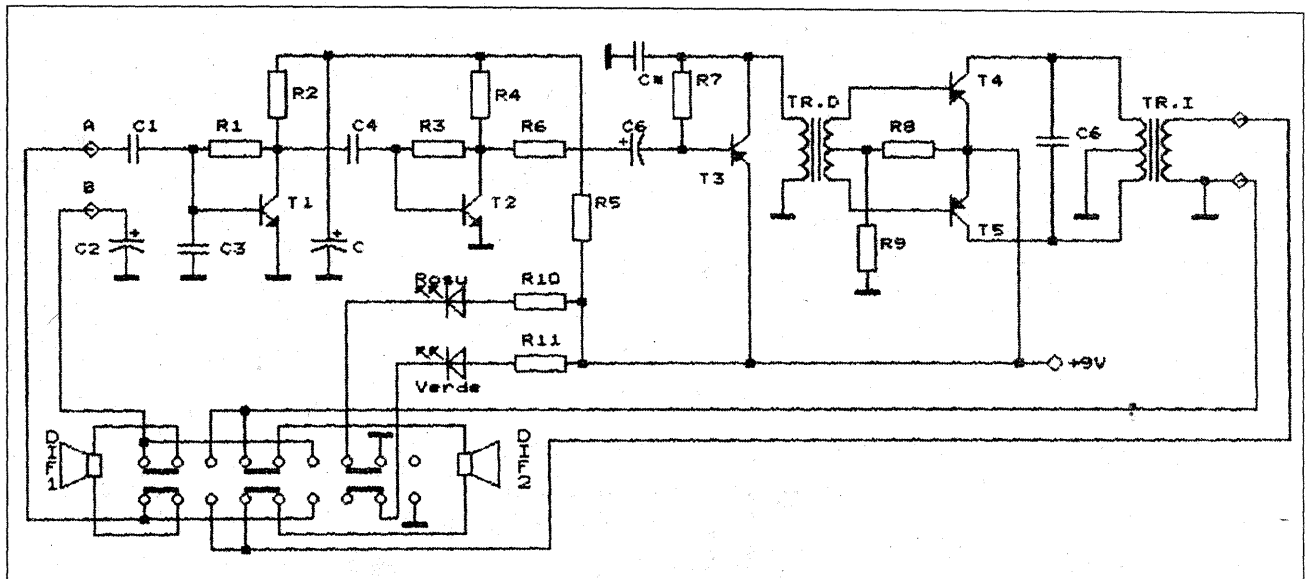 C*
R7
T4
R2
R4
TR.D
TR.I
A
C1
R1
C4
R3
R6
C6
+
R8
C6
T3
B
T1
T2
R5
T5
C2
+
C3
+
C
R9
Rosu
R10
R11
+9V
Verde
DIF1
DIF2
?